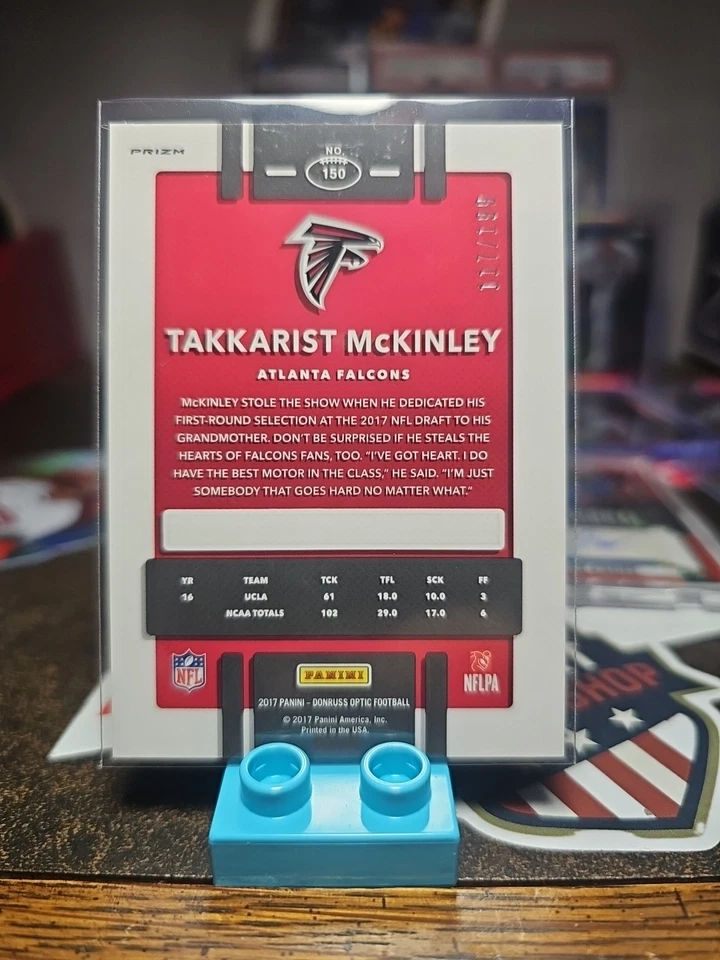 PRIZM
NO.
150
TAKKARIST McKINLEY
ATLANTA FALCONS
McKINLEY STOLE THE SHOW WHEN HE DEDICATED HIS
FIRST-ROUND SELECTION AT THE 2017 NFL DRAFT TO HIS
GRANDMOTHER. DON'T BE SURPRISED IF HE STEALS THE
HEARTS OF FALCONS FANS, TOO. "I'VE GOT HEART. I DO
HAVE THE BEST MOTOR IN THE CLASS," HE SAID. "I'M JUST
SOMEBODY THAT GOES HARD NO MATTER WHAT."
YR TEAM TCK TFL SCK FF
16 UCLA 61 18.0 10.0 3
NCAA TOTALS 102 29.0 17.0 6
NFL
PANINI
NFLPA
2017 PANINI - DONRUSS OPTIC FOOTBALL
© 2017 Panini America, Inc.
Printed in the USA.
SHOP